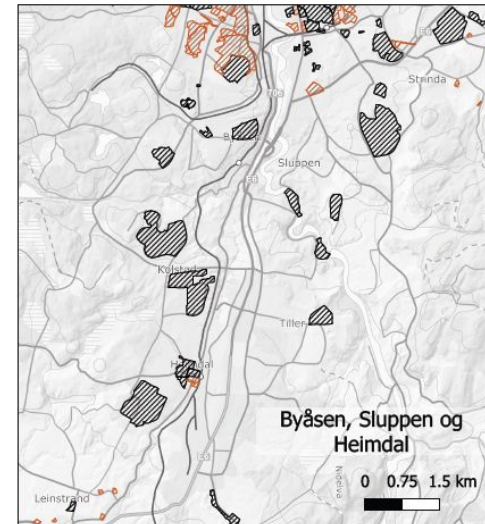 E6
Strinda
706
Sluppen
E6
Kolstad
Tiller
Heimdal
Byåsen, Sluppen og
Heimdal
0 0.75 1.5 km
E6
Nidelva
Leinstrand